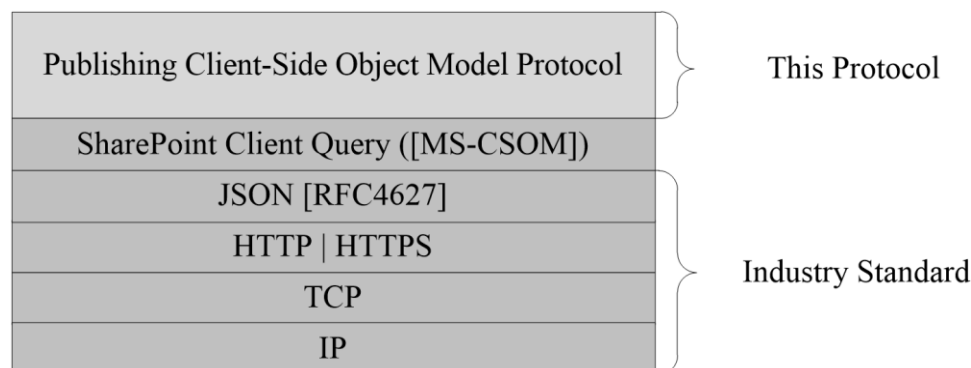 Publishing Client-Side Object Model Protocol
This Protocol
SharePoint Client Query ([MS-CSOM])
JSON [RFC4627]
HTTP | HTTPS
Industry Standard
TCP
IP